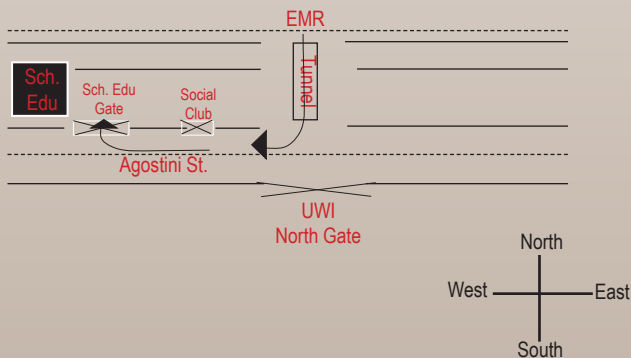 EMR
Sch.
Edu
Sch. Edu
Gate
Social
Club
Tunnel
Agostini St.
UWI
North Gate
North
West
East
South